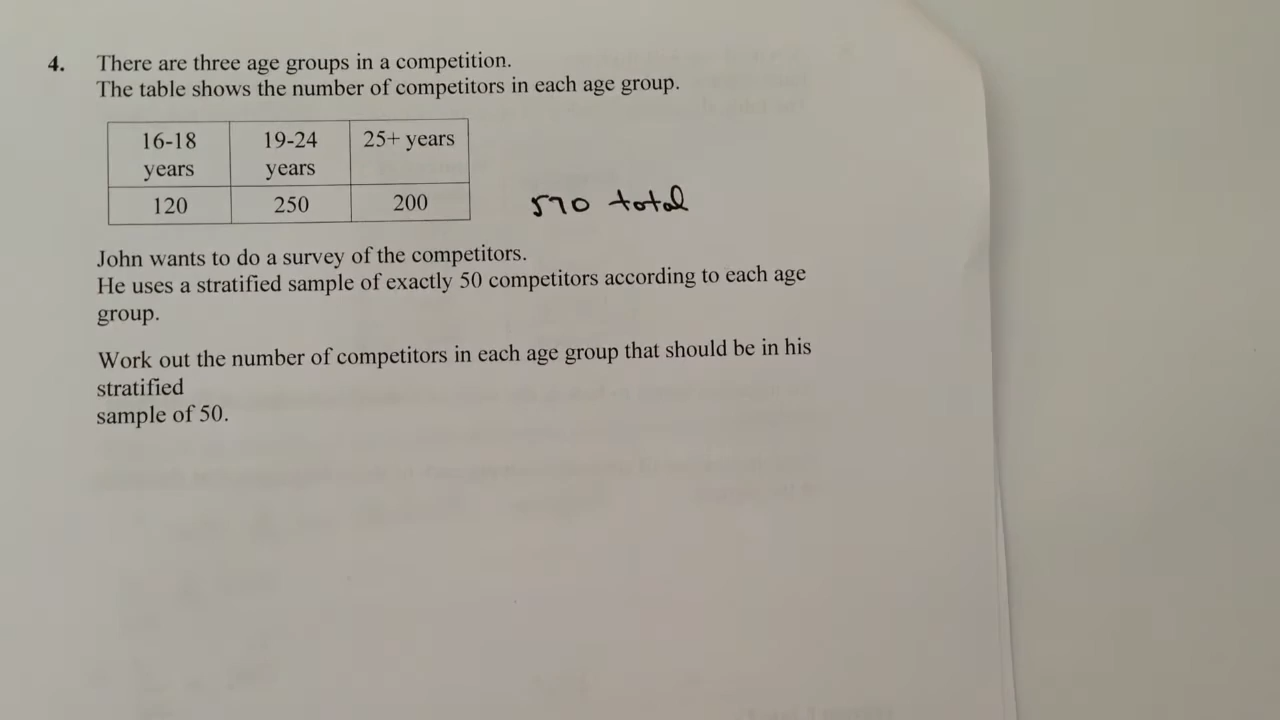 4. There are three age groups in a competition.
The table shows the number of competitors in each age group.
16-18 years 19-24 years 25+ years
120 250 200
570 total
John wants to do a survey of the competitors.
He uses a stratified sample of exactly 50 competitors according to each age
group.
Work out the number of competitors in each age group that should be in his
stratified
sample of 50.